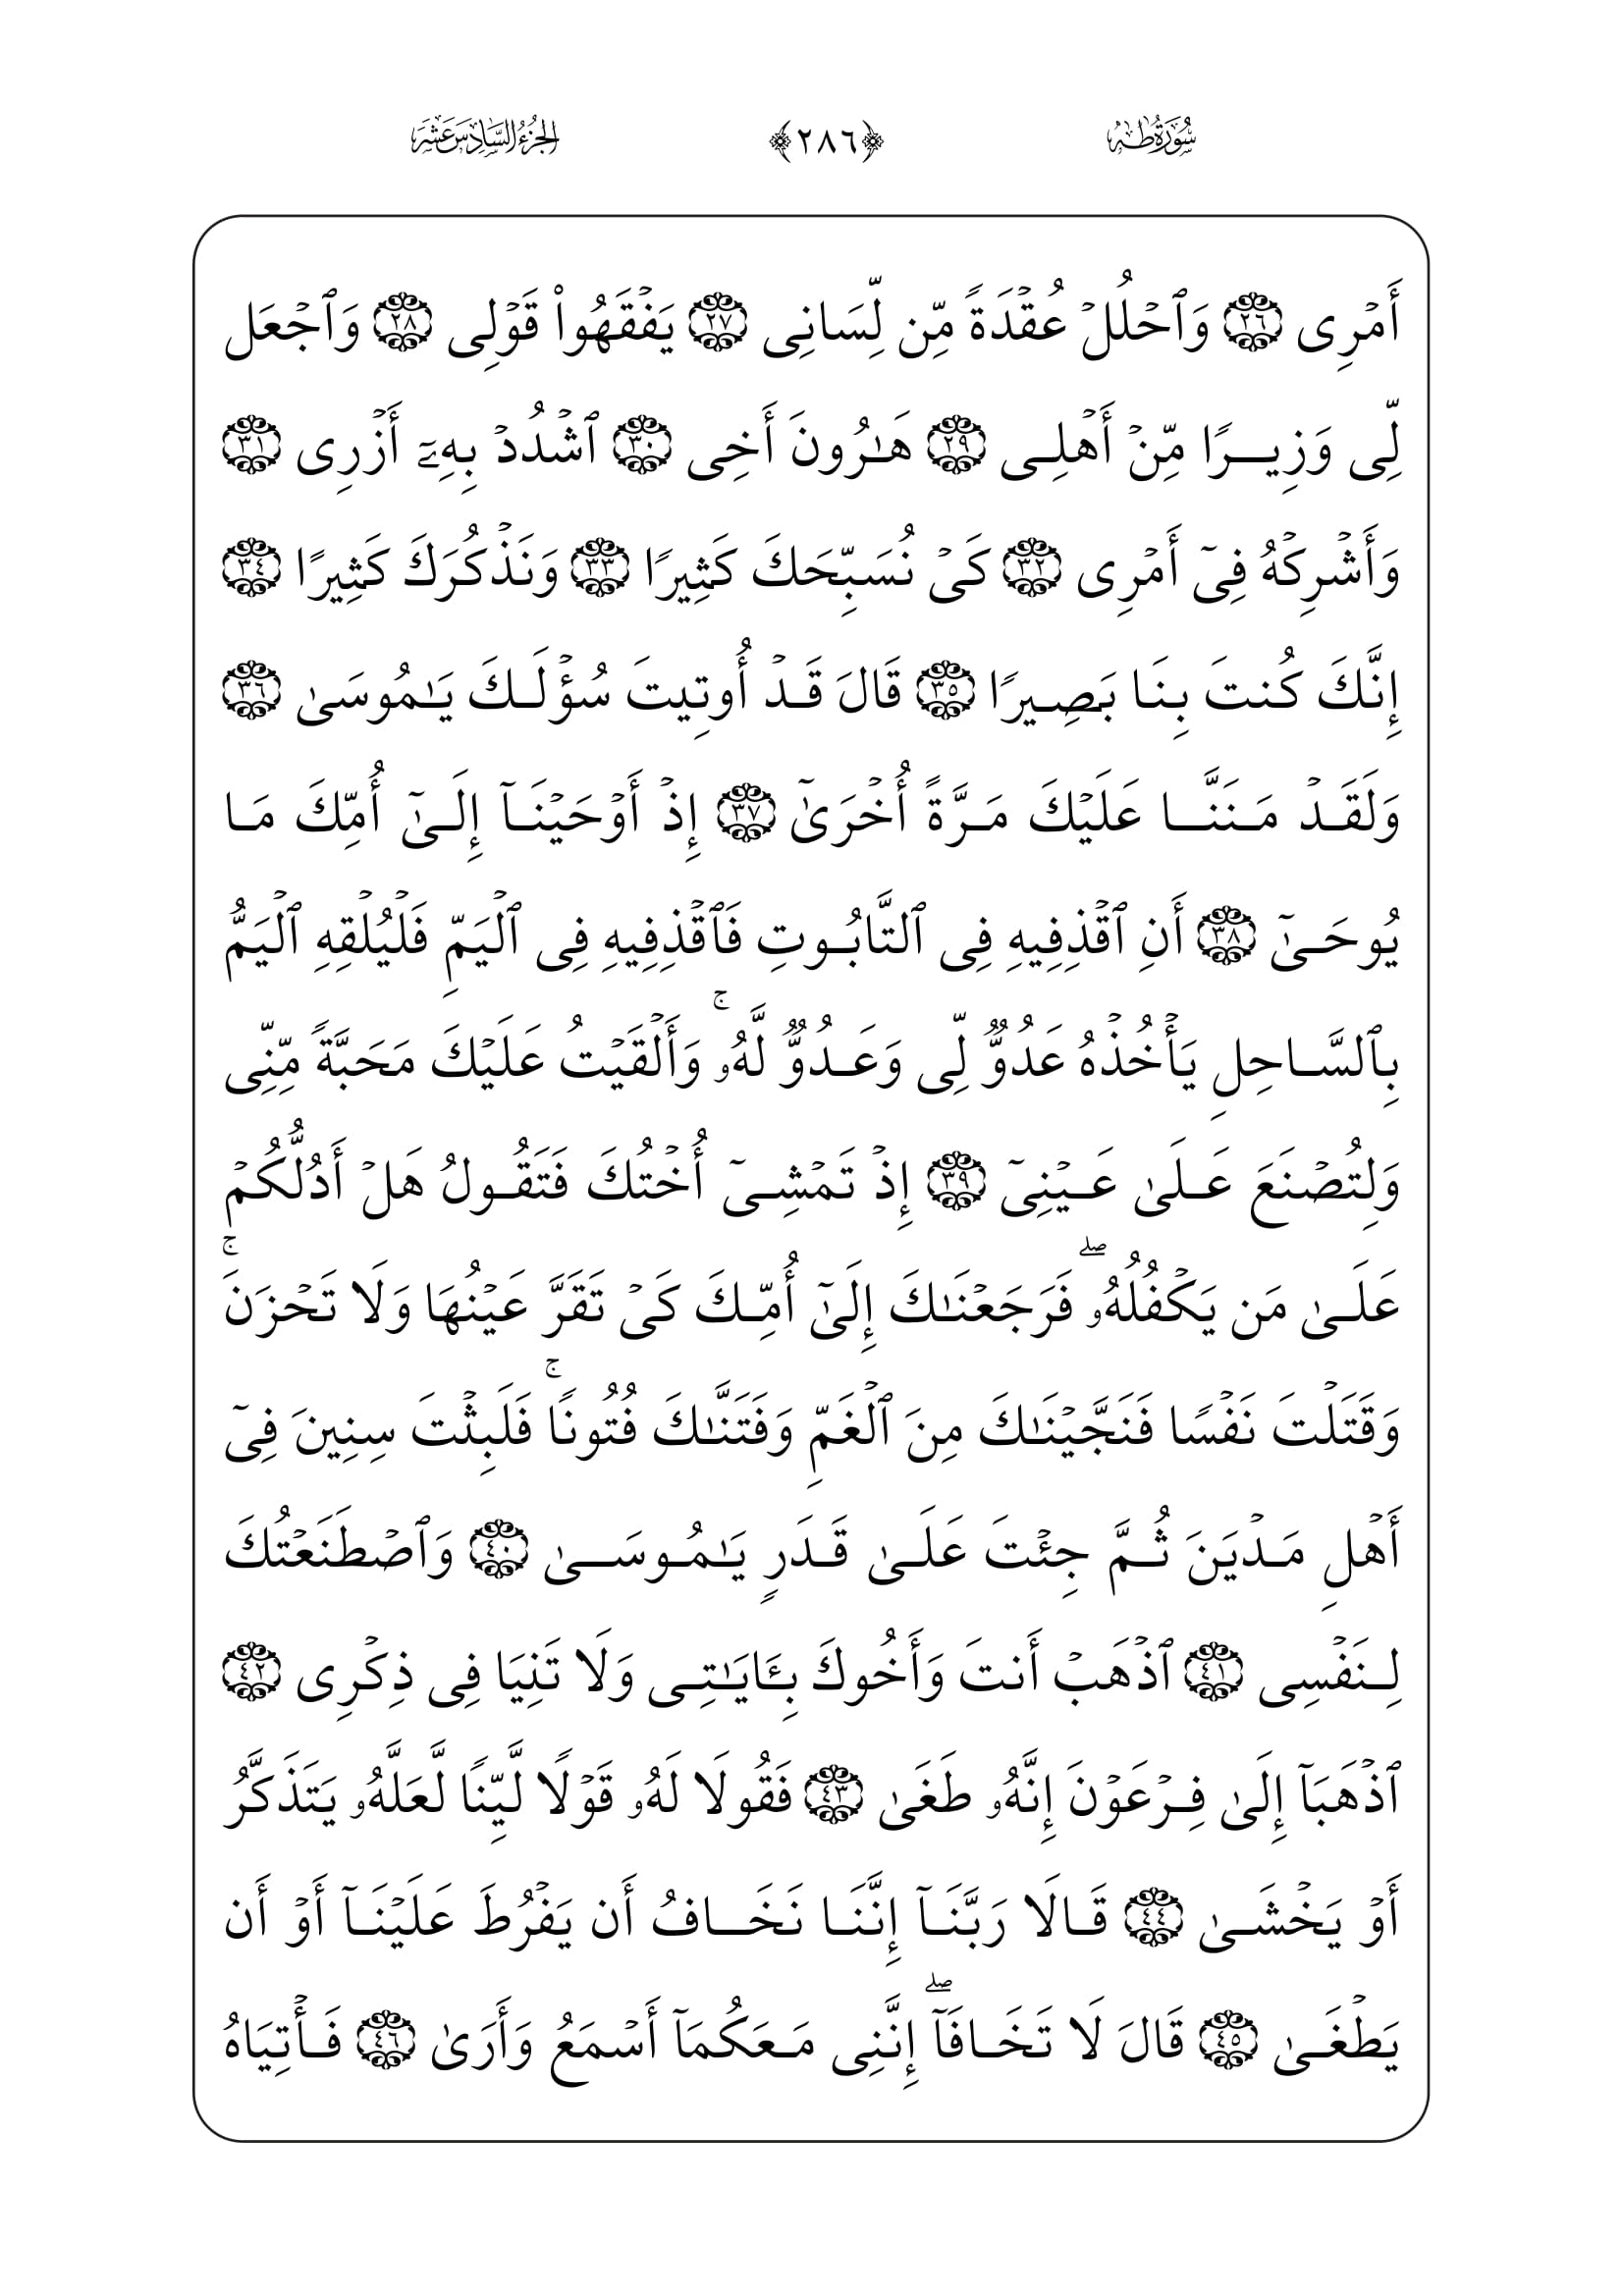 سُورَةُ طه ﴿٢٨٦﴾ الجُزْءُ السَّادِسَ عَشَرَ
أَمۡرِى ٢٦ وَٱحۡلُلۡ عُقۡدَةً مِّن لِّسَانِى ٢٧ يَفۡقَهُوا۟ قَوۡلِى ٢٨ وَٱجۡعَل
لِّى وَزِيرًا مِّنۡ أَهۡلِى ٢٩ هَـٰرُونَ أَخِى ٣٠ ٱشۡدُدۡ بِهِۦٓ أَزۡرِى ٣١
وَأَشۡرِكۡهُ فِىٓ أَمۡرِى ٣٢ كَىۡ نُسَبِّحَكَ كَثِيرًا ٣٣ وَنَذۡكُرَكَ كَثِيرًا ٣٤
إِنَّكَ كُنتَ بِنَا بَصِيرًا ٣٥ قَالَ قَدۡ أُوتِيتَ سُؤۡلَكَ يَـٰمُوسَىٰ ٣٦
وَلَقَدۡ مَنَنَّا عَلَيۡكَ مَرَّةً أُخۡرَىٰٓ ٣٧ إِذۡ أَوۡحَيۡنَآ إِلَىٰٓ أُمِّكَ مَا
يُوحَىٰٓ ٣٨ أَنِ ٱقۡذِفِيهِ فِى ٱلتَّابُوتِ فَٱقۡذِفِيهِ فِى ٱلۡيَمِّ فَلۡيُلۡقِهِ ٱلۡيَمُّ
بِٱلسَّاحِلِ يَأۡخُذۡهُ عَدُوٌّ لِّى وَعَدُوٌّ لَّهُۥۚ وَأَلۡقَيۡتُ عَلَيۡكَ مَحَبَّةً مِّنِّى
وَلِتُصۡنَعَ عَلَىٰ عَيۡنِىٓ ٣٩ إِذۡ تَمۡشِىٓ أُخۡتُكَ فَتَقُولُ هَلۡ أَدُلُّكُمۡ
عَلَىٰ مَن يَكۡفُلُهُۥۖ فَرَجَعۡنَـٰكَ إِلَىٰٓ أُمِّكَ كَىۡ تَقَرَّ عَيۡنُهَا وَلَا تَحۡزَنَۚ
وَقَتَلۡتَ نَفۡسًا فَنَجَّيۡنَـٰكَ مِنَ ٱلۡغَمِّ وَفَتَنَّـٰكَ فُتُونًاۚ فَلَبِثۡتَ سِنِينَ فِىٓ
أَهۡلِ مَدۡيَنَ ثُمَّ جِئۡتَ عَلَىٰ قَدَرٍ يَـٰمُوسَىٰ ٤٠ وَٱصۡطَنَعۡتُكَ
لِنَفۡسِى ٤١ ٱذۡهَبۡ أَنتَ وَأَخُوكَ بِـَٔايَـٰتِى وَلَا تَنِيَا فِى ذِكۡرِى ٤٢
ٱذۡهَبَآ إِلَىٰ فِرۡعَوۡنَ إِنَّهُۥ طَغَىٰ ٤٣ فَقُولَا لَهُۥ قَوۡلًا لَّيِّنًا لَّعَلَّهُۥ يَتَذَكَّرُ
أَوۡ يَخۡشَىٰ ٤٤ قَالَا رَبَّنَآ إِنَّنَا نَخَافُ أَن يَفۡرُطَ عَلَيۡنَآ أَوۡ أَن
يَطۡغَىٰ ٤٥ قَالَ لَا تَخَافَآۖ إِنَّنِى مَعَكُمَآ أَسۡمَعُ وَأَرَىٰ ٤٦ فَأۡتِيَاهُ